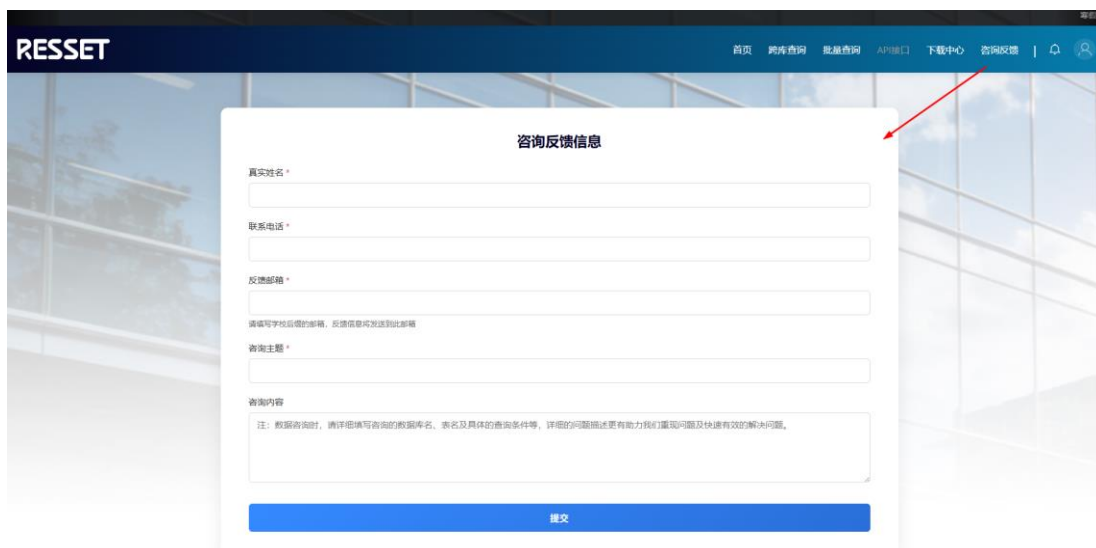 RESSET
首页 跨库查询 批量查询 API接口 下载中心 咨询反馈 |
咨询反馈信息
真实姓名 *
联系电话 *
反馈邮箱 *
请填写学校后缀的邮箱，反馈信息将发送到此邮箱
咨询主题 *
咨询内容
注：数据咨询时，请详细填写咨询的数据库名、表名及具体的查询条件等，详细的问题描述更有助力我们重现问题及快速有效的解决问题。
提交